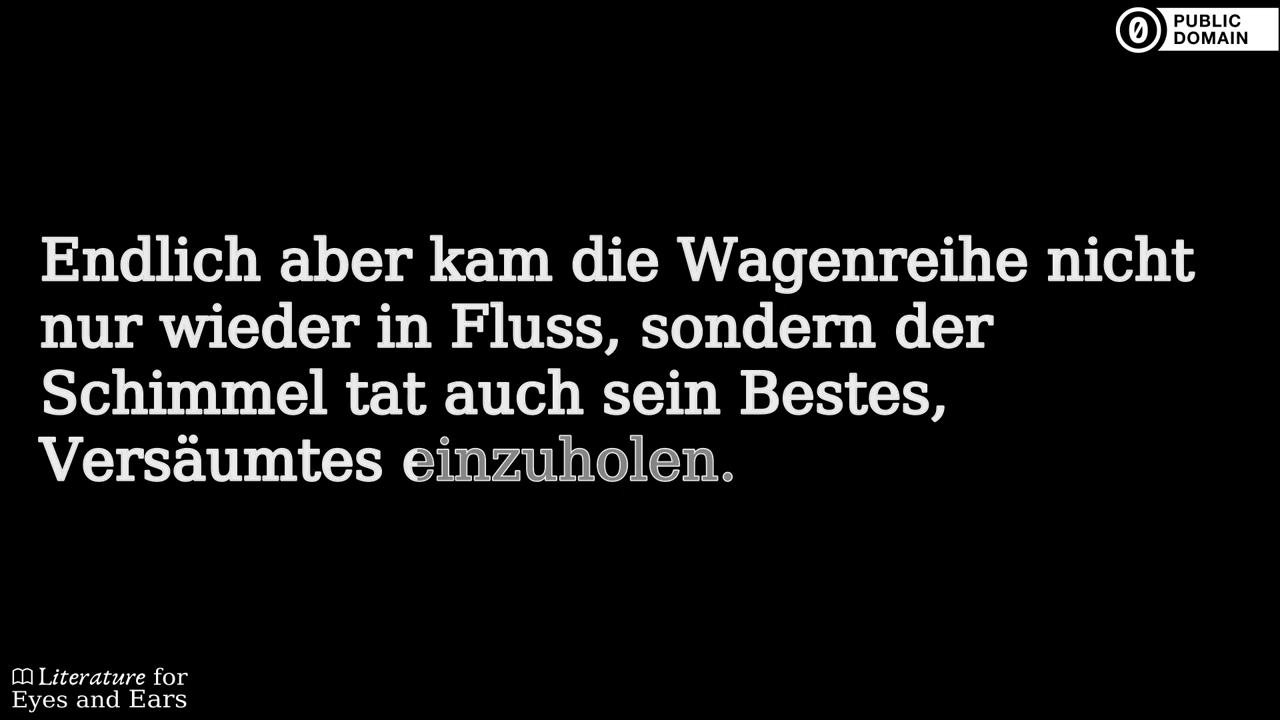 PUBLIC
DOMAIN
Endlich aber kam die Wagenreihe nicht
nur wieder in Fluss, sondern der
Schimmel tat auch sein Bestes,
Versäumtes einzuholen.
Literature for
Eyes and Ears